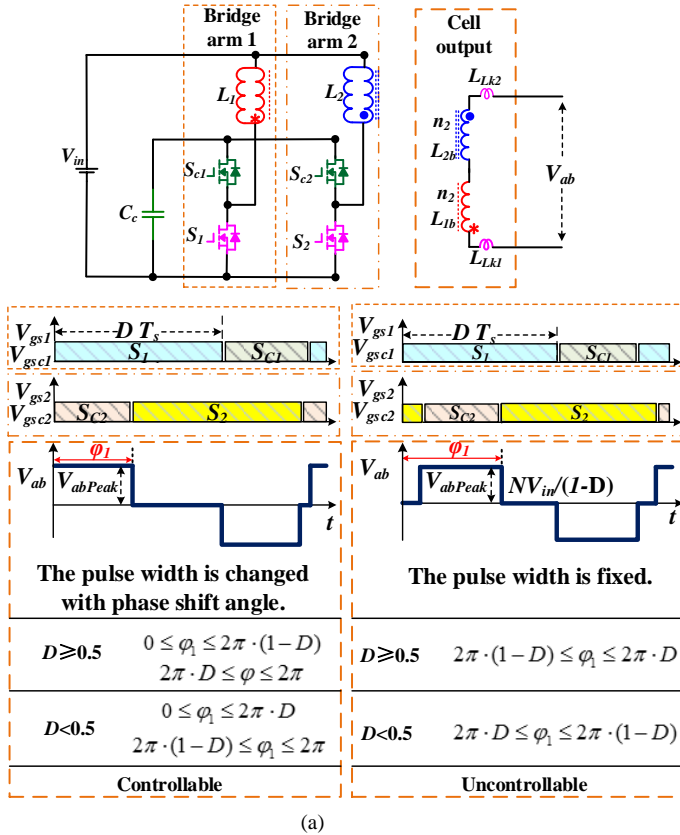 Bridge arm 1
Bridge arm 2
Cell output
L1
L2
Vin
Cc
Sc1
Sc2
S1
S2
LLk2
n2
L2b
n2
L1b
LLk1
Vab
Vgs1
Vgsc1
D Ts
S1
SC1
Vgs2
Vgsc2
SC2
S2
φ1
Vab
VabPeak
t
The pulse width is changed
with phase shift angle.
D≥0.5
0 ≤ φ1 ≤ 2π · (1−D)
2π · D ≤ φ ≤ 2π
D<0.5
0 ≤ φ1 ≤ 2π · D
2π · (1−D) ≤ φ1 ≤ 2π
Controllable
Vgs1
Vgsc1
D Ts
S1
SC1
Vgs2
Vgsc2
SC2
S2
φ1
Vab
VabPeak
NVin/(1-D)
t
The pulse width is fixed.
D≥0.5
2π · (1−D) ≤ φ1 ≤ 2π · D
D<0.5
2π · D ≤ φ1 ≤ 2π · (1−D)
Uncontrollable
(a)